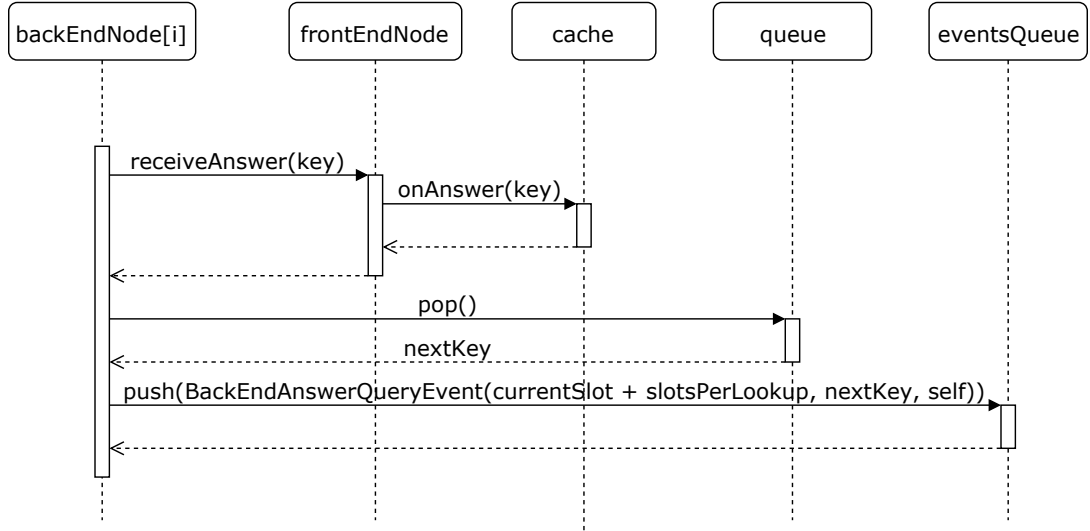 backEndNode[i]
frontEndNode
cache
queue
eventsQueue
receiveAnswer(key)
onAnswer(key)
pop()
nextKey
push(BackEndAnswerQueryEvent(currentSlot + slotsPerLookup, nextKey, self))